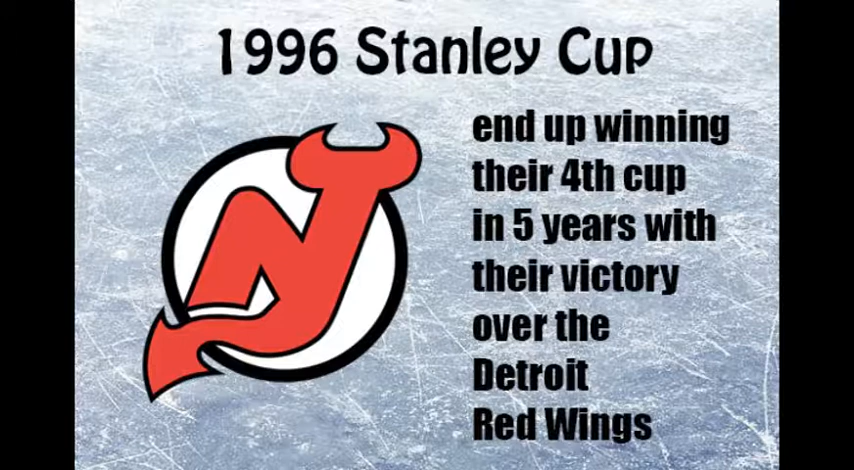 1996 Stanley Cup
end up winning
their 4th cup
in 5 years with
their victory
over the
Detroit
Red Wings